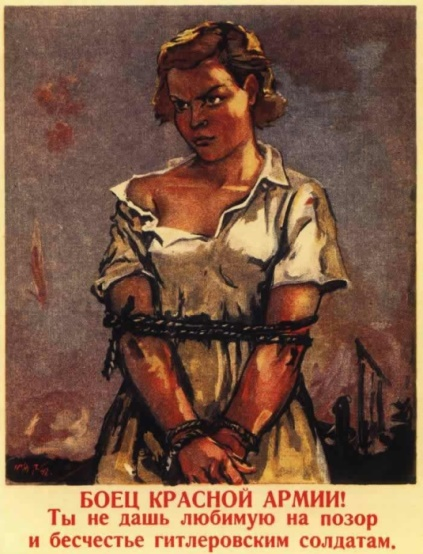 БОЕЦ КРАСНОЙ АРМИИ!
Ты не дашь любимую на позор
и бесчестье гитлеровским солдатам.